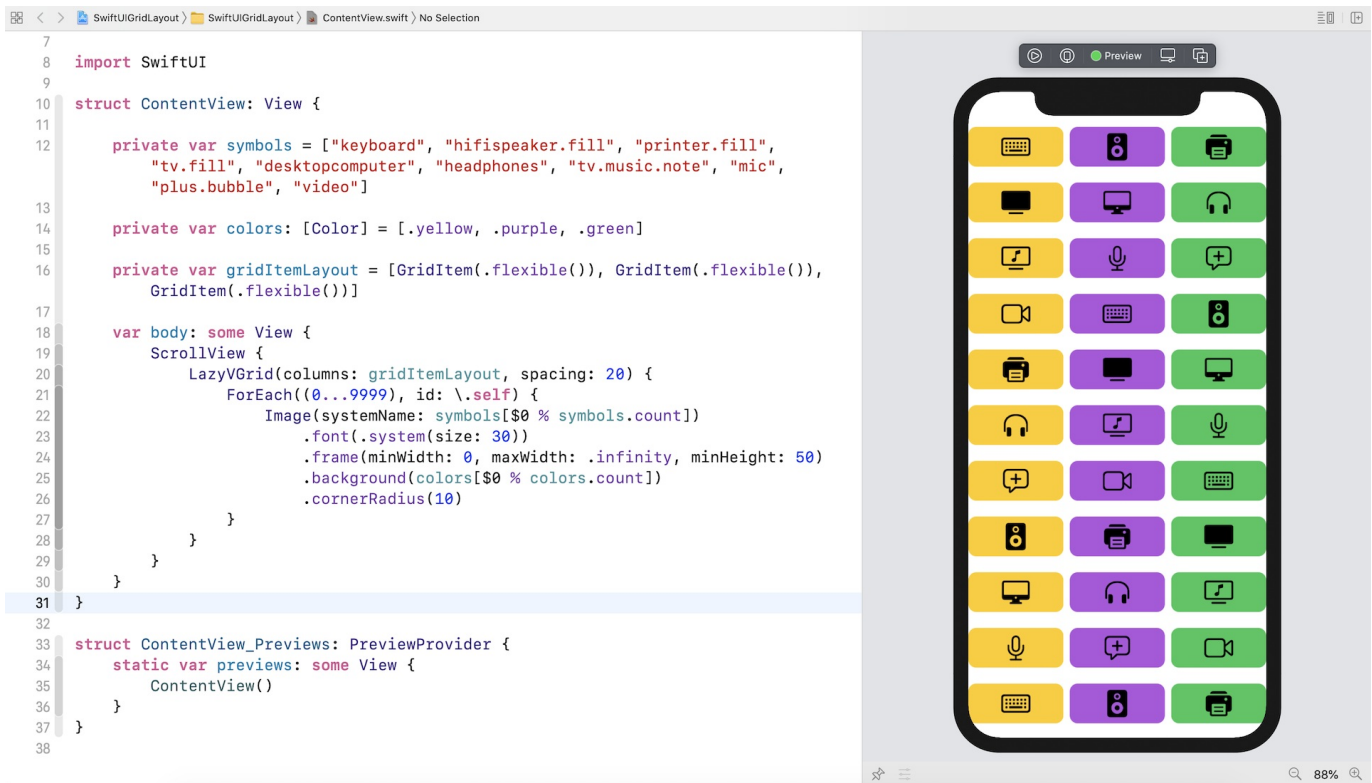 SwiftUIGridLayout 〉 SwiftUIGridLayout 〉 ContentView.swift 〉 No Selection
7
8 import SwiftUI
9
10 struct ContentView: View {
11
12     private var symbols = ["keyboard", "hifispeaker.fill", "printer.fill",
"tv.fill", "desktopcomputer", "headphones", "tv.music.note", "mic",
"plus.bubble", "video"]
13
14     private var colors: [Color] = [.yellow, .purple, .green]
15
16     private var gridItemLayout = [GridItem(.flexible()), GridItem(.flexible()),
GridItem(.flexible())]
17
18     var body: some View {
19         ScrollView {
20             LazyVGrid(columns: gridItemLayout, spacing: 20) {
21                 ForEach((0...9999), id: \.self) {
22                     Image(systemName: symbols[$0 % symbols.count])
23                         .font(.system(size: 30))
24                         .frame(minWidth: 0, maxWidth: .infinity, minHeight: 50)
25                         .background(colors[$0 % colors.count])
26                         .cornerRadius(10)
27                 }
28             }
29         }
30     }
31 }
32
33 struct ContentView_Previews: PreviewProvider {
34     static var previews: some View {
35         ContentView()
36     }
37 }
38
Preview
88%